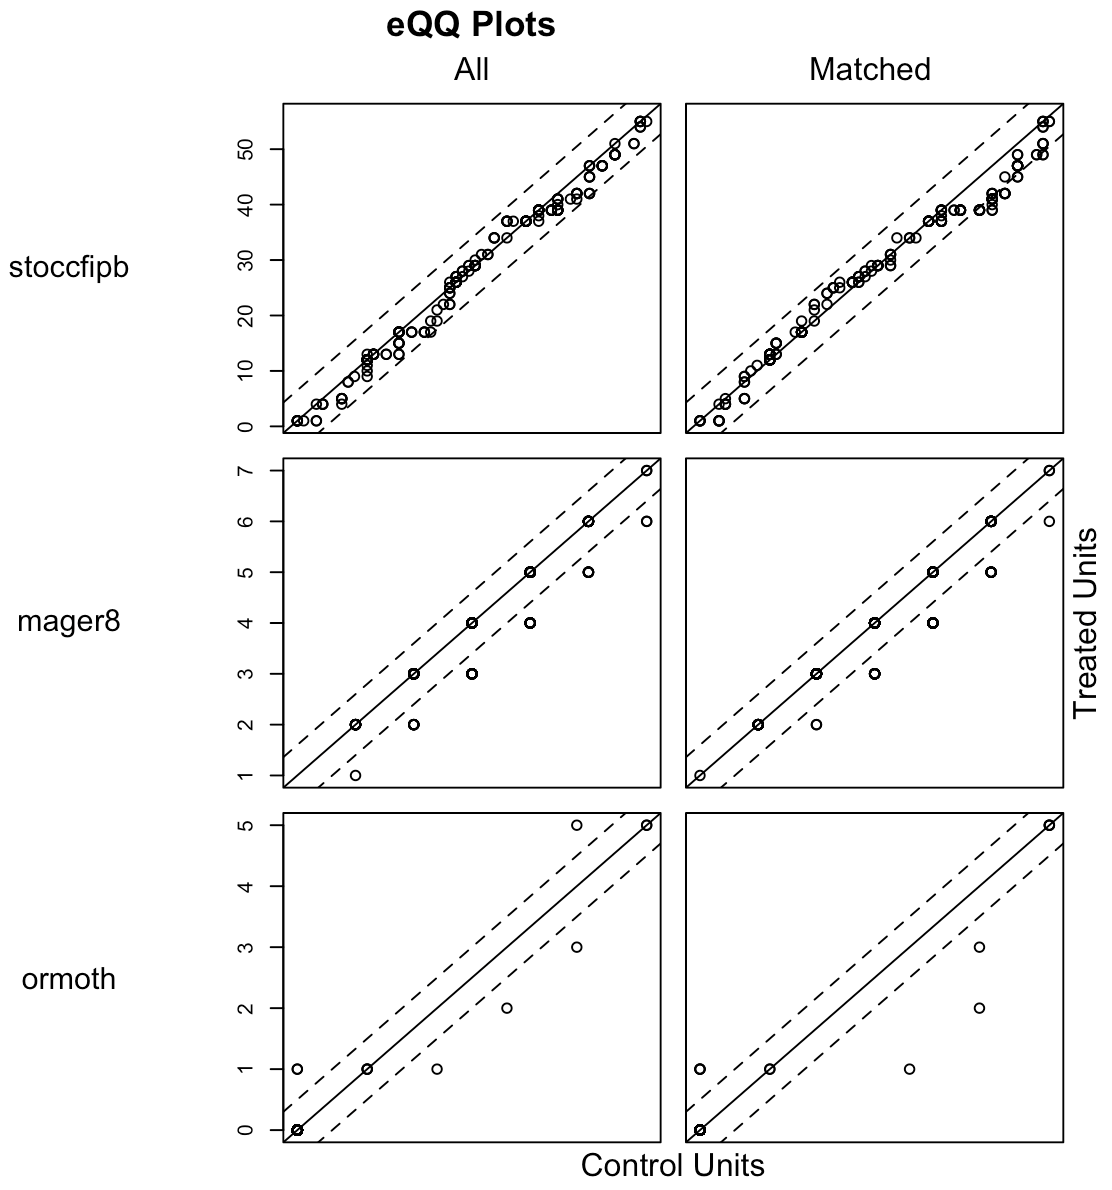 eQQ Plots
All
Matched
stoccfipb
0 10 20 30 40 50
mager8
1 2 3 4 5 6 7
ormoth
0 1 2 3 4 5
Treated Units
Control Units